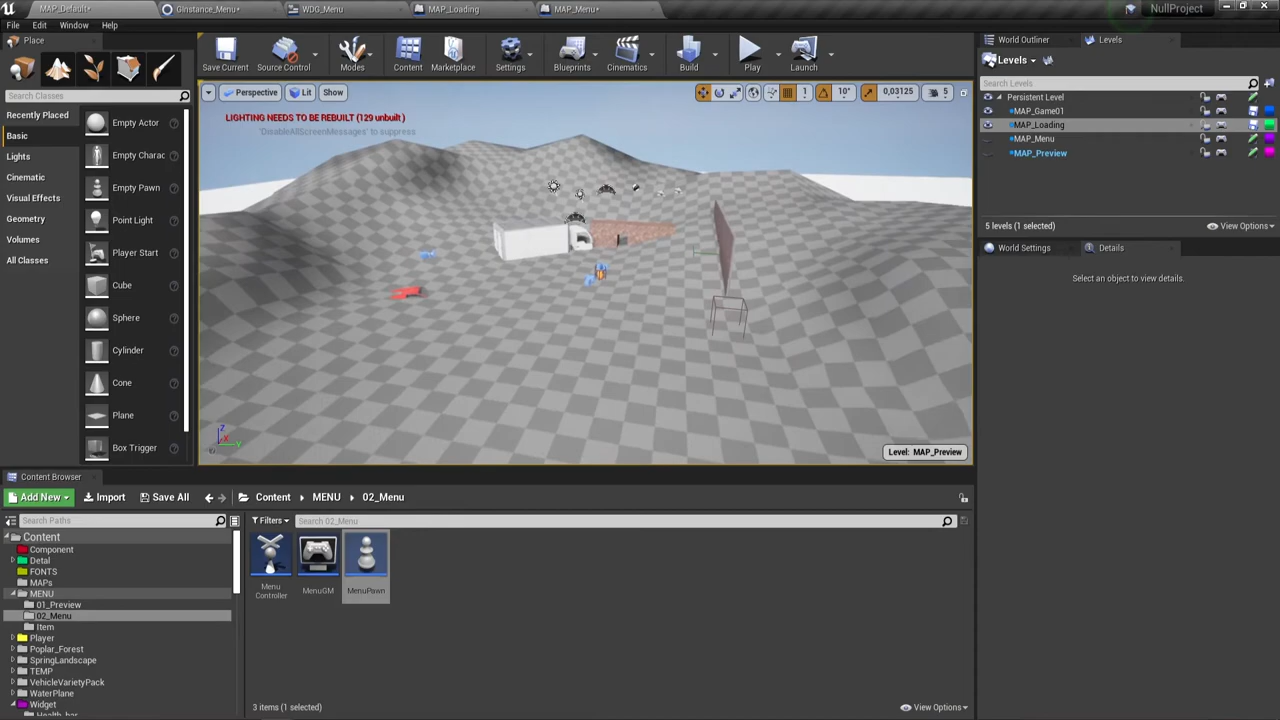 MAP_Default*
GInstance_Menu*
WDG_Menu
MAP_Loading
MAP_Menu*
NullProject
File Edit Window Help
Place
Search Classes
Recently Placed
Basic
Lights
Cinematic
Visual Effects
Geometry
Volumes
All Classes
Empty Actor
Empty Charac
Empty Pawn
Point Light
Player Start
Cube
Sphere
Cylinder
Cone
Plane
Box Trigger
Save Current
Source Control
Modes
Content
Marketplace
Settings
Blueprints
Cinematics
Build
Play
Launch
Perspective
Lit
Show
1
10°
0,03125
5
LIGHTING NEEDS TO BE REBUILT (129 unbuilt)
'DisableAllScreenMessages' to suppress
Z
X
Y
Level: MAP_Preview
World Outliner
Levels
Levels
Search Levels
Persistent Level
MAP_Game01
MAP_Loading
MAP_Menu
MAP_Preview
5 levels (1 selected)
View Options
World Settings
Details
Select an object to view details.
Content Browser
Add New
Import
Save All
Content
MENU
02_Menu
Search Paths
Filters
Search 02_Menu
Content
Component
Detal
FONTS
MAPs
MENU
01_Preview
02_Menu
Item
Player
Poplar_Forest
SpringLandscape
TEMP
VehicleVarietyPack
WaterPlane
Widget
Health_bar
Menu
Controller
MenuGM
MenuPawn
3 items (1 selected)
View Options